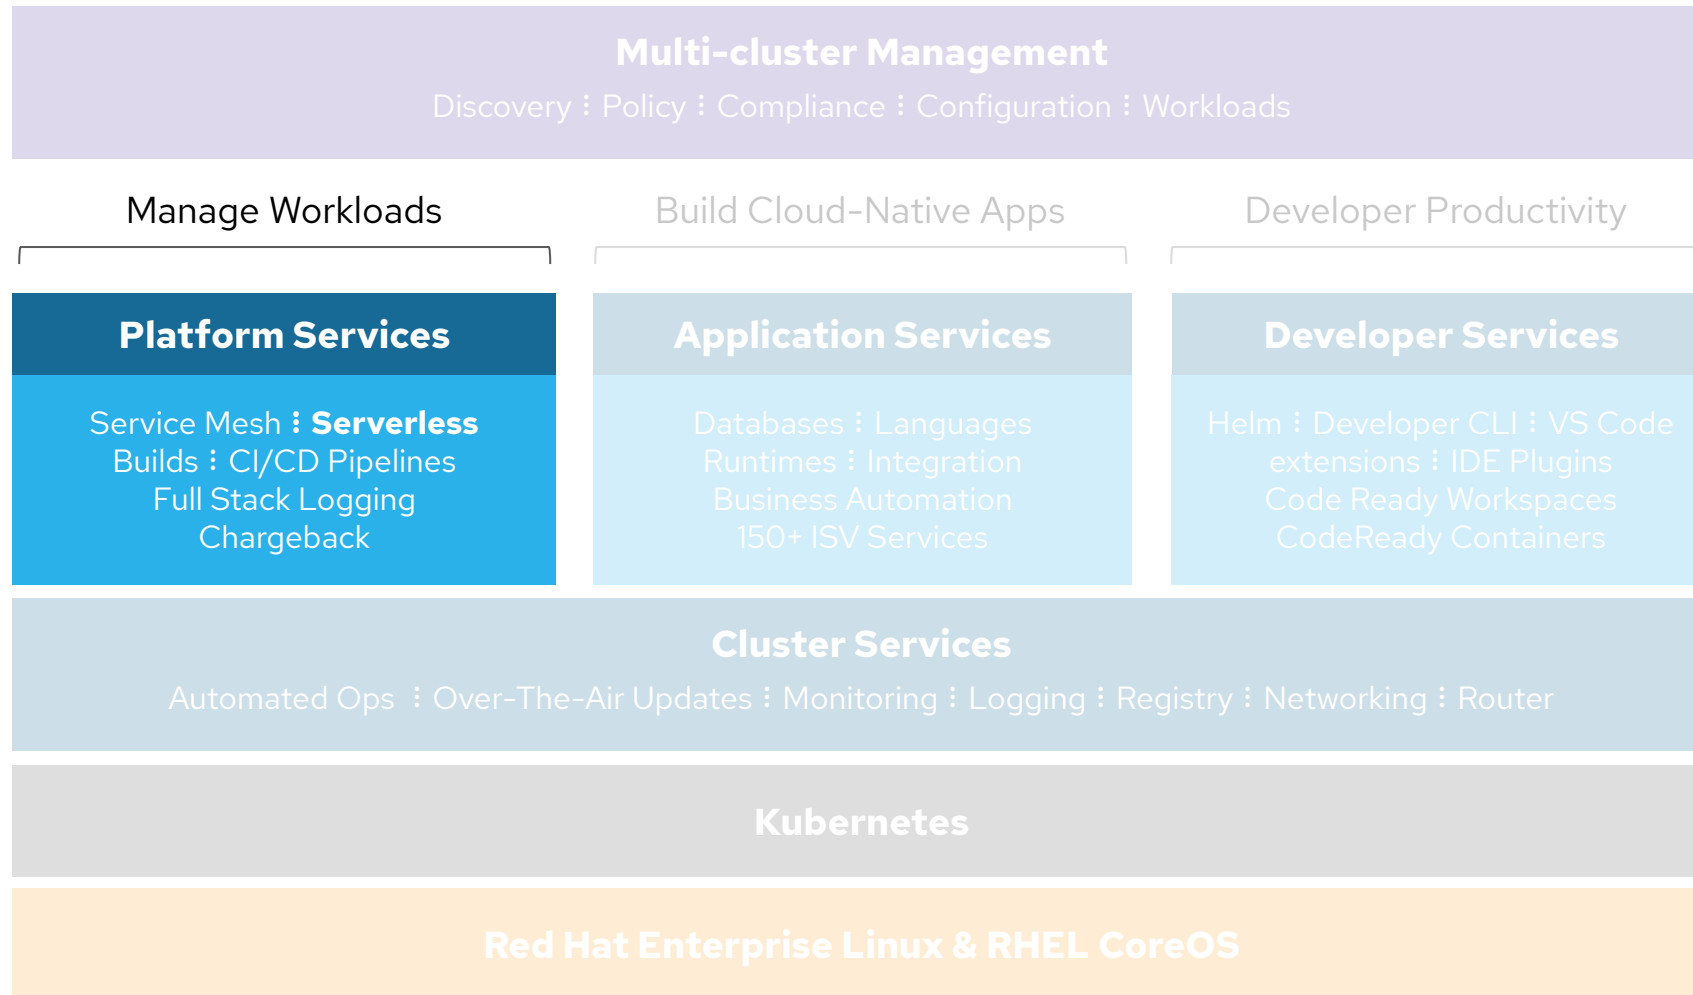 Multi-cluster Management
Discovery ⋮ Policy ⋮ Compliance ⋮ Configuration ⋮ Workloads
Manage Workloads
Platform Services
Service Mesh ⋮ Serverless
Builds ⋮ CI/CD Pipelines
Full Stack Logging
Chargeback
Build Cloud-Native Apps
Application Services
Databases ⋮ Languages
Runtimes ⋮ Integration
Business Automation
150+ ISV Services
Developer Productivity
Developer Services
Helm ⋮ Developer CLI ⋮ VS Code
extensions ⋮ IDE Plugins
Code Ready Workspaces
CodeReady Containers
Cluster Services
Automated Ops ⋮ Over-The-Air Updates ⋮ Monitoring ⋮ Logging ⋮ Registry ⋮ Networking ⋮ Router
Kubernetes
Red Hat Enterprise Linux & RHEL CoreOS